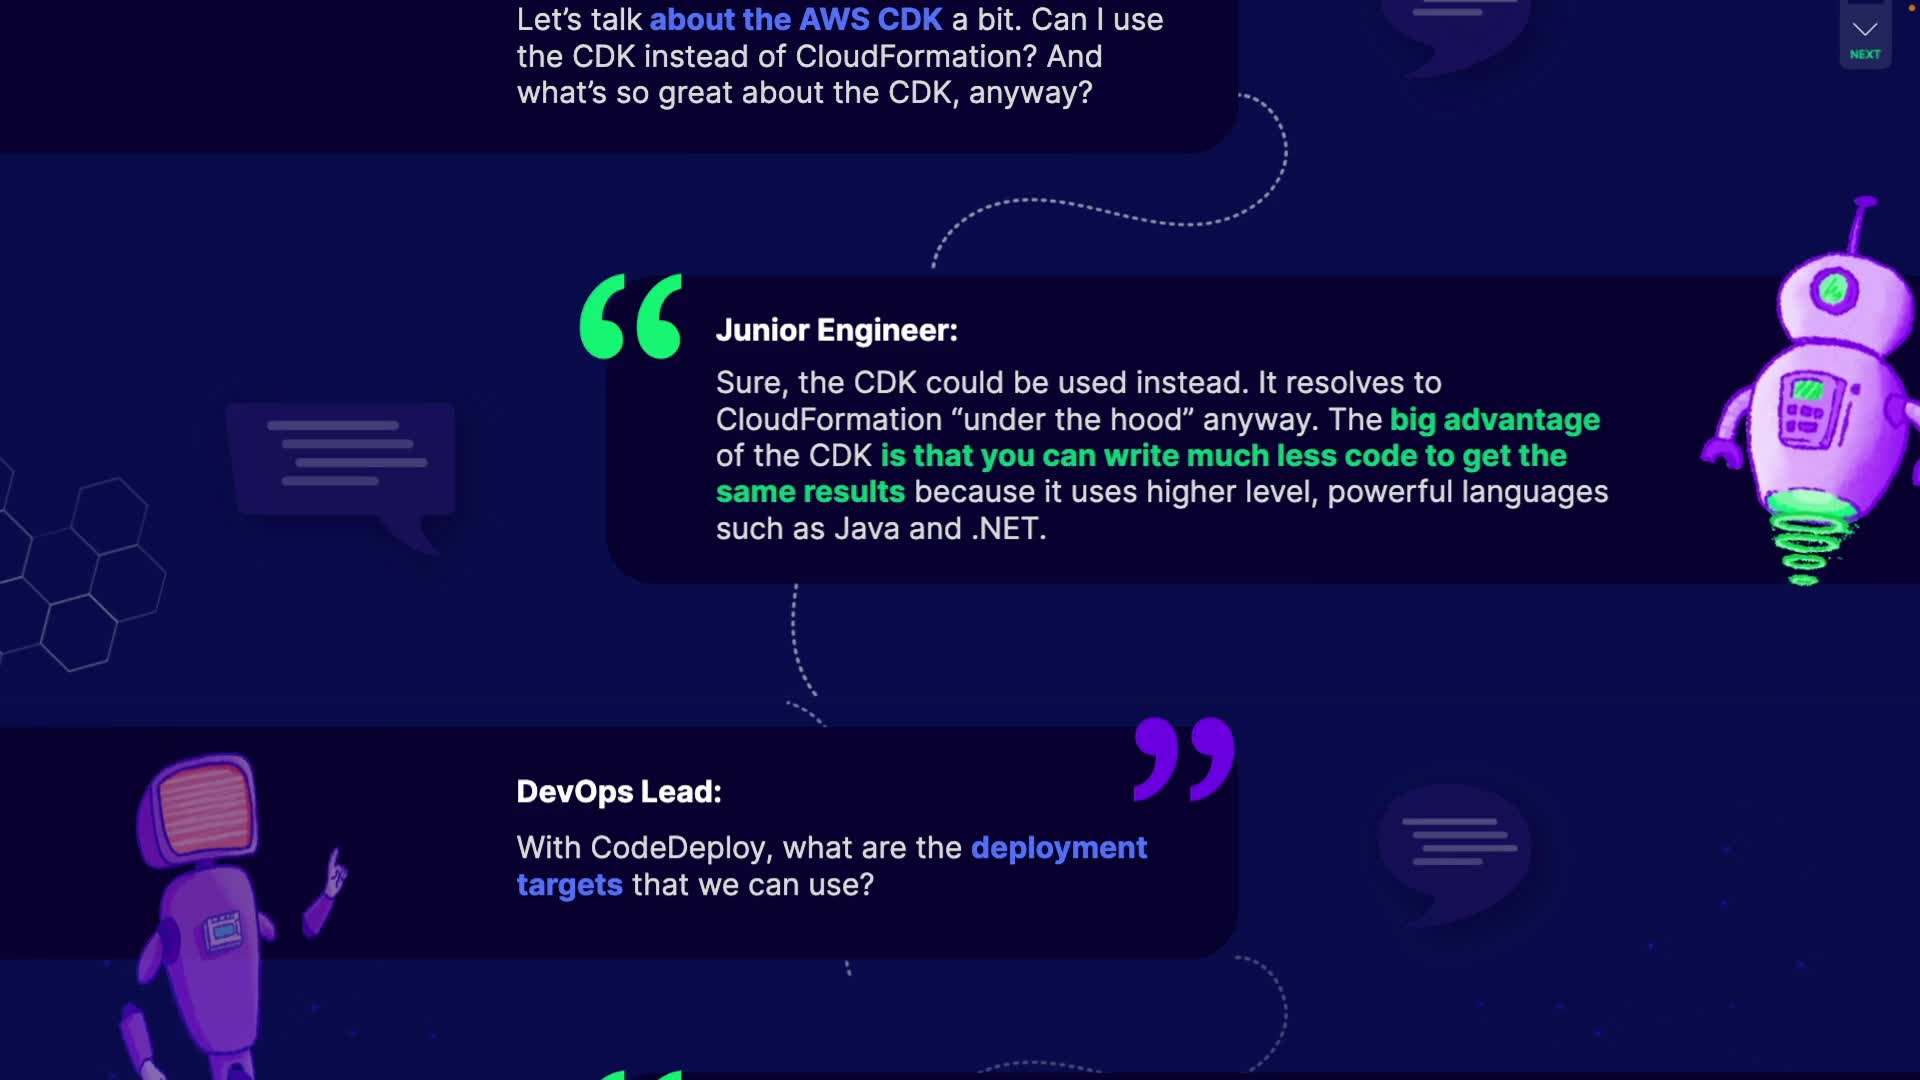 Let’s talk about the AWS CDK a bit. Can I use
the CDK instead of CloudFormation? And
what’s so great about the CDK, anyway?
NEXT
Junior Engineer:
Sure, the CDK could be used instead. It resolves to
CloudFormation “under the hood” anyway. The big advantage
of the CDK is that you can write much less code to get the
same results because it uses higher level, powerful languages
such as Java and .NET.
DevOps Lead:
With CodeDeploy, what are the deployment
targets that we can use?